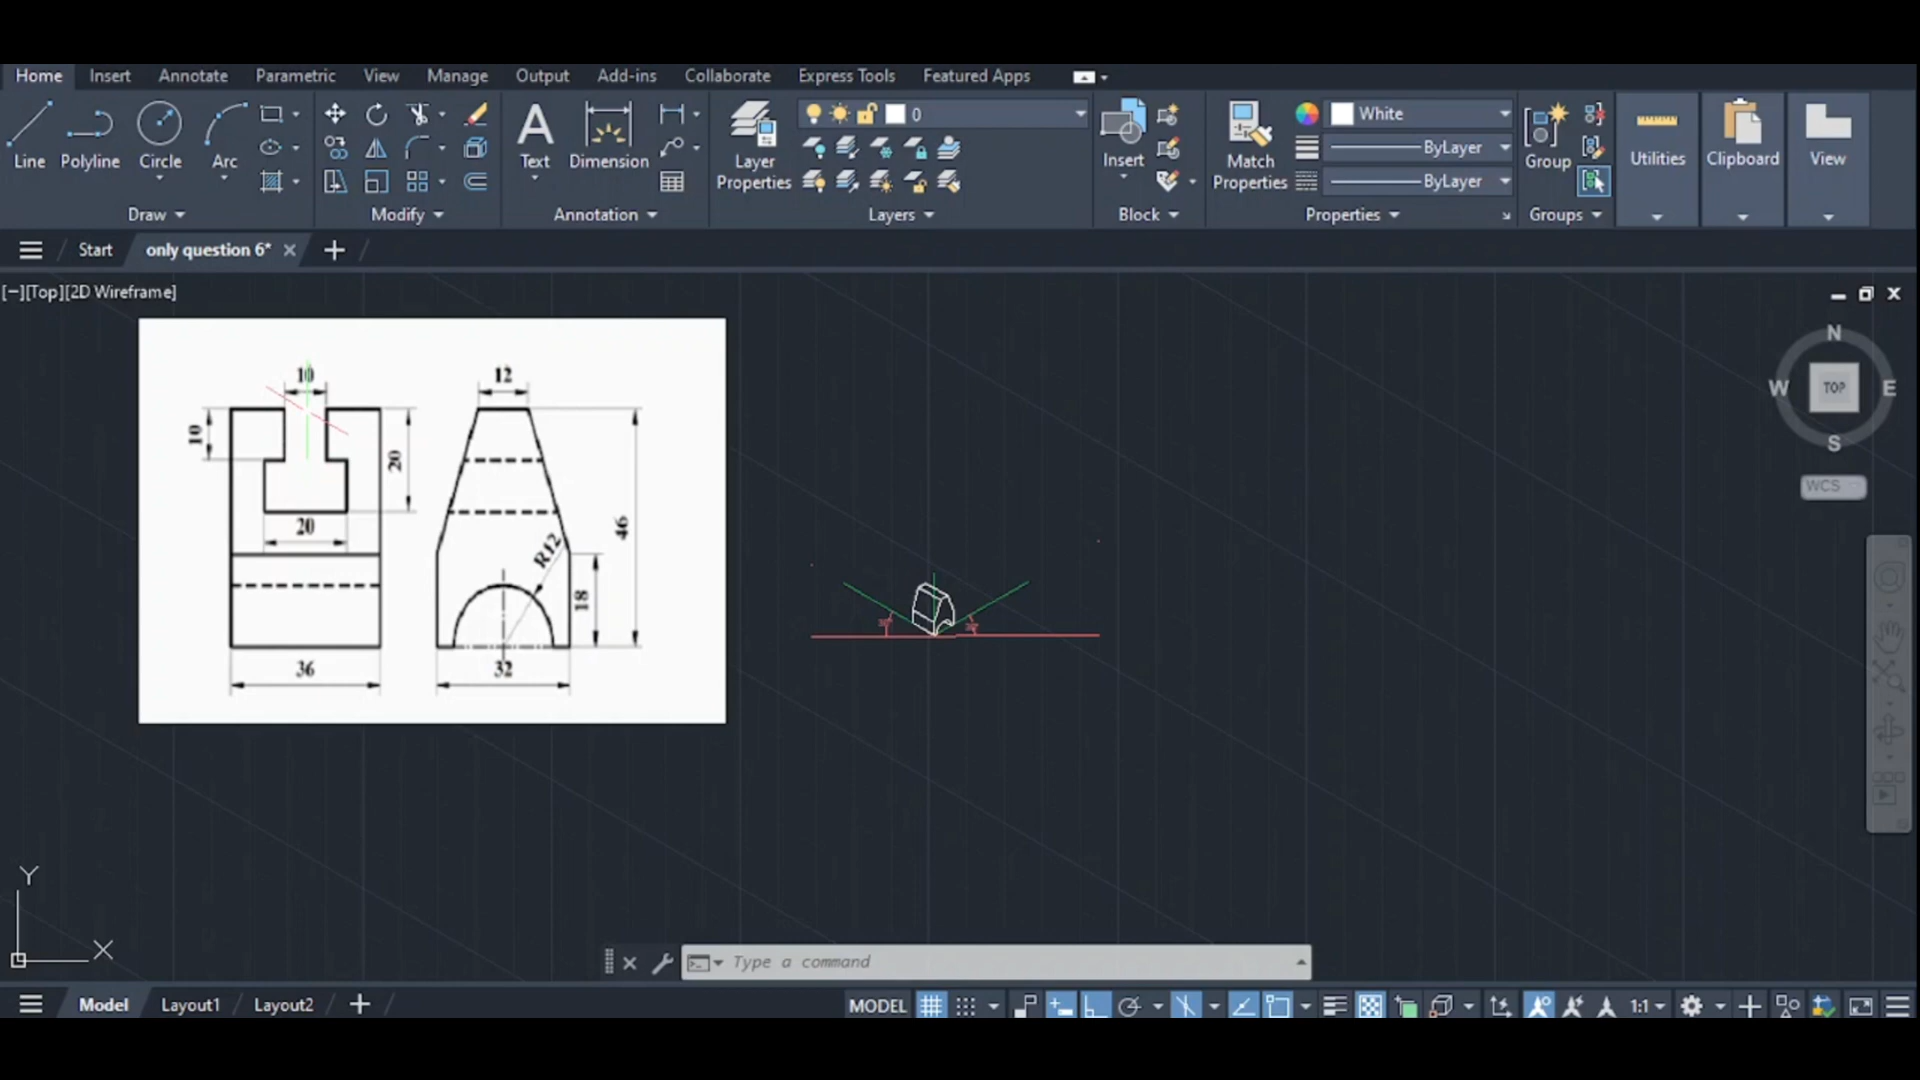 Home Insert Annotate Parametric View Manage Output Add-ins Collaborate Express Tools Featured Apps
0 White
Line Polyline Circle Arc Text Dimension Layer Properties Insert Match Properties ByLayer ByLayer Group Utilities Clipboard View
Draw Modify Annotation Layers Block Properties Groups
Start only question 6*
[−][Top][2D Wireframe]
N
W TOP E
S
WCS
10 12
10 20
20
R12 46
18
36 32
Y
X
Type a command
Model Layout1 Layout2 MODEL 1:1